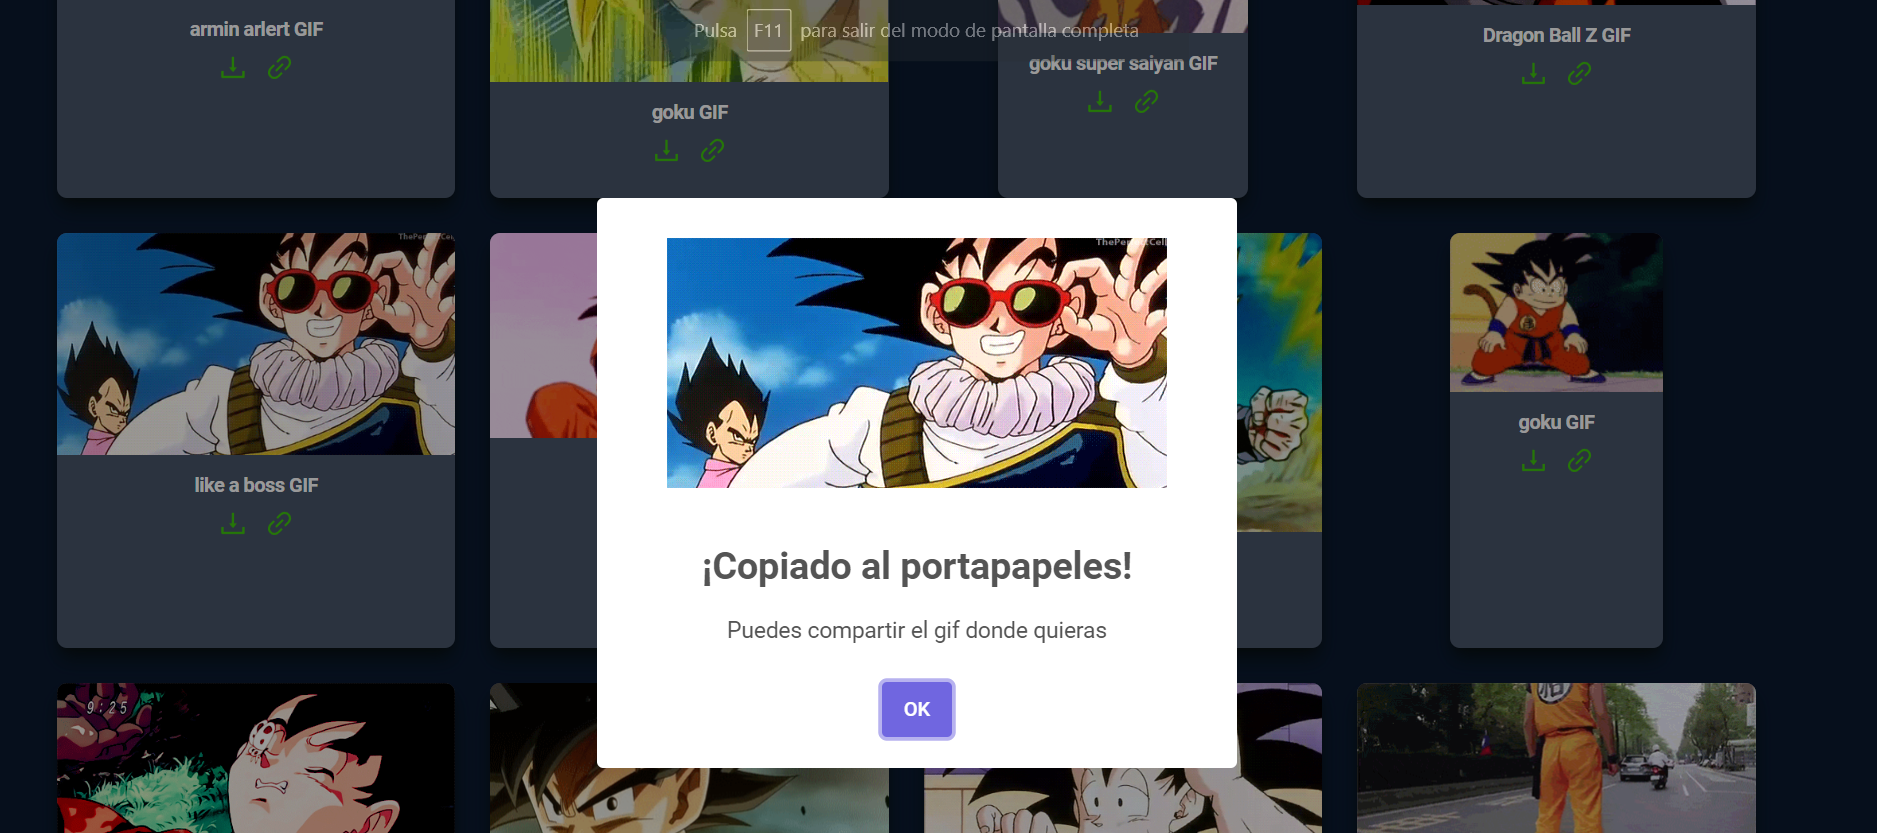 Pulsa F11 para salir del modo de pantalla completa
armin arlert GIF
goku GIF
goku super saiyan GIF
Dragon Ball Z GIF
like a boss GIF
ThePerfectCell
¡Copiado al portapapeles!
Puedes compartir el gif donde quieras
OK
goku GIF
9:25